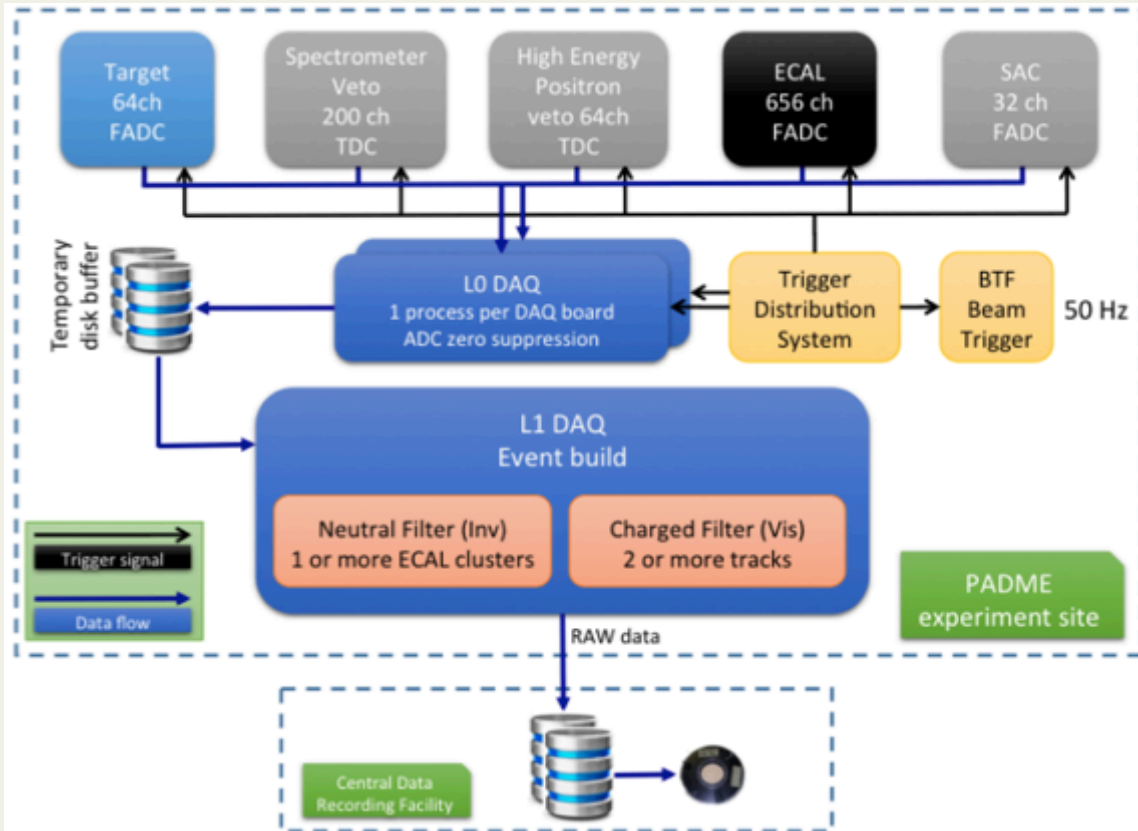 Target
64ch
FADC
Spectrometer
Veto
200 ch
TDC
High Energy
Positron
veto 64ch
TDC
ECAL
656 ch
FADC
SAC
32 ch
FADC
Temporary
disk buffer
L0 DAQ
1 process per DAQ board
ADC zero suppression
Trigger
Distribution
System
BTF
Beam
Trigger
50 Hz
L1 DAQ
Event build
Neutral Filter (Inv)
1 or more ECAL clusters
Charged Filter (Vis)
2 or more tracks
Trigger signal
Data flow
PADME
experiment site
RAW data
Central Data
Recording Facility